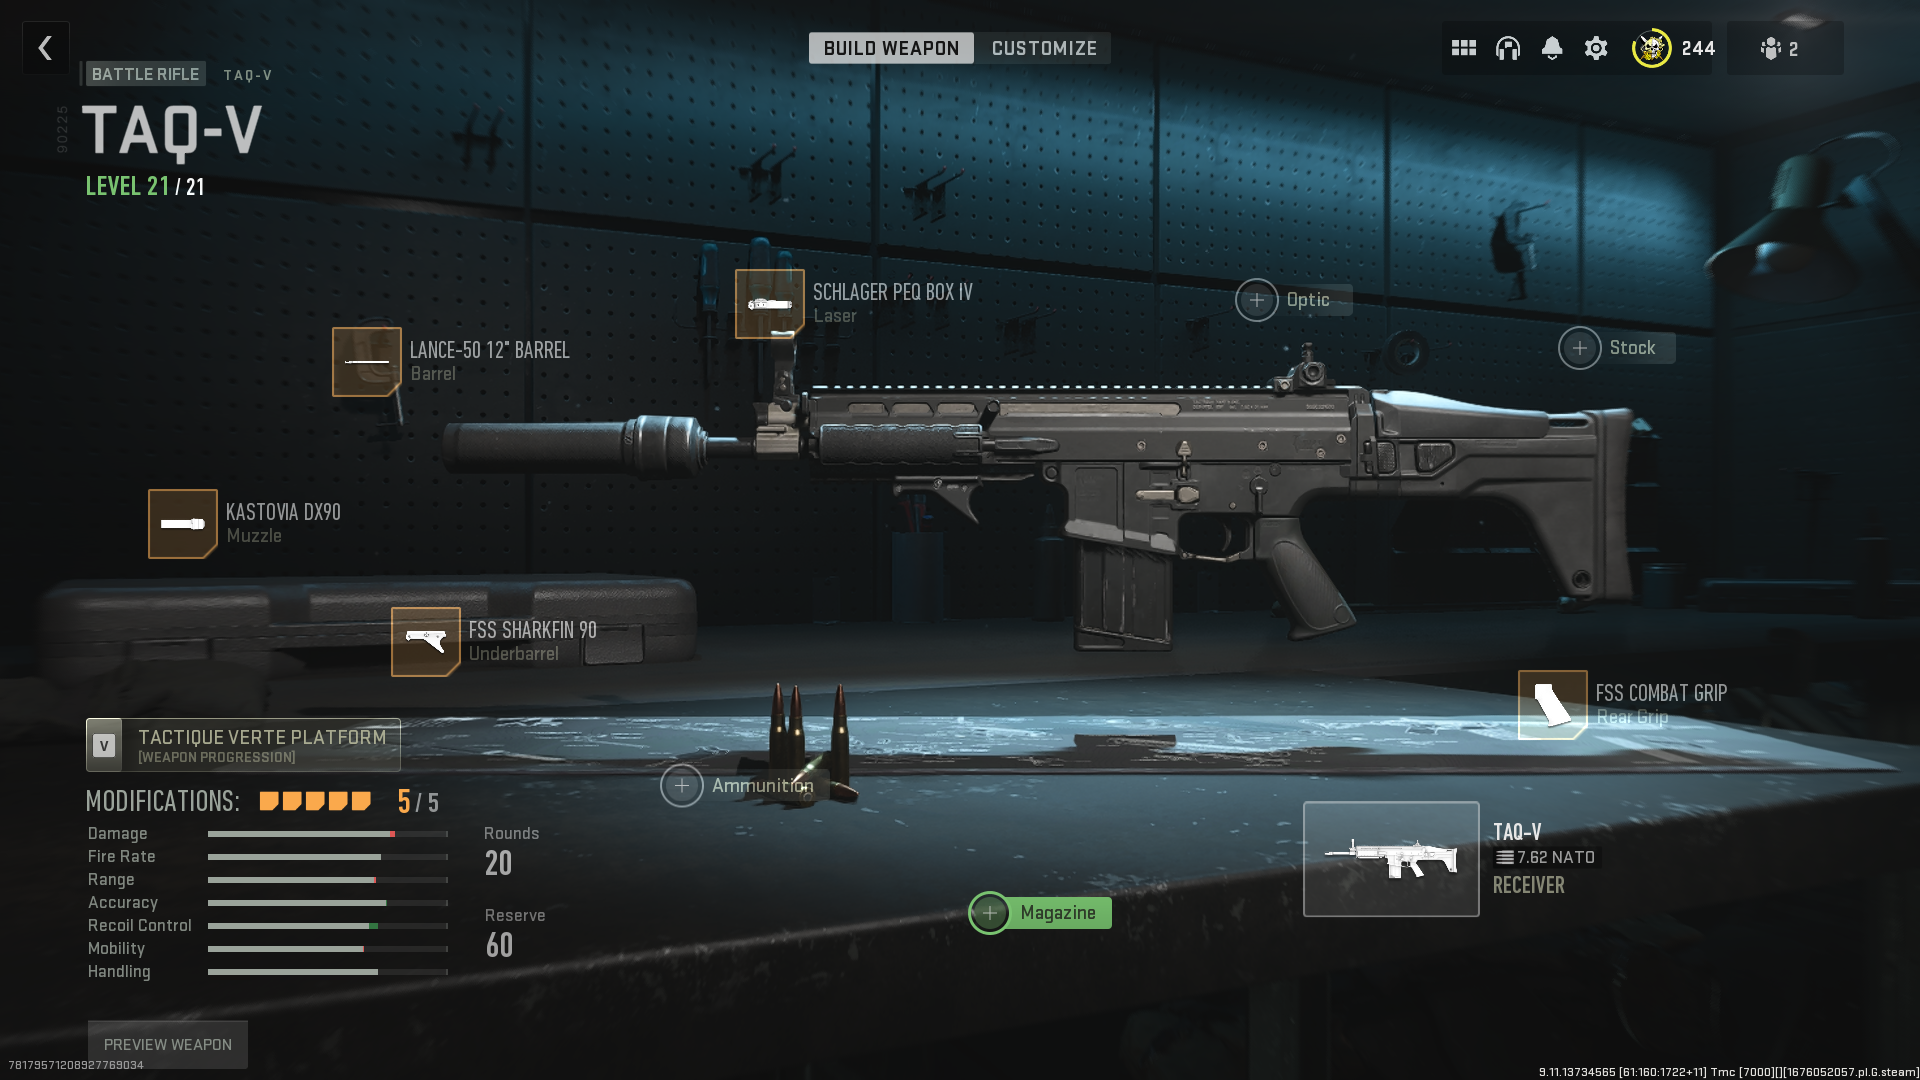 BUILD WEAPON
CUSTOMIZE
244
2
BATTLE RIFLE
TAQ-V
90225
TAQ-V
LEVEL 21 / 21
SCHLAGER PEQ BOX IV
Laser
Optic
LANCE-50 12" BARREL
Barrel
Stock
KASTOVIA DX90
Muzzle
FSS SHARKFIN 90
Underbarrel
FSS COMBAT GRIP
Rear Grip
V
TACTIQUE VERTE PLATFORM
[WEAPON PROGRESSION]
Ammunition
MODIFICATIONS: 5 / 5
Damage
Fire Rate
Range
Accuracy
Recoil Control
Mobility
Handling
Rounds
20
Reserve
60
Magazine
TAQ-V
7.62 NATO
RECEIVER
PREVIEW WEAPON
78179571208927769034
9.11.13734565 [61:160:1722+11] Tmc [7000][][1676052057.pl.G.steam]